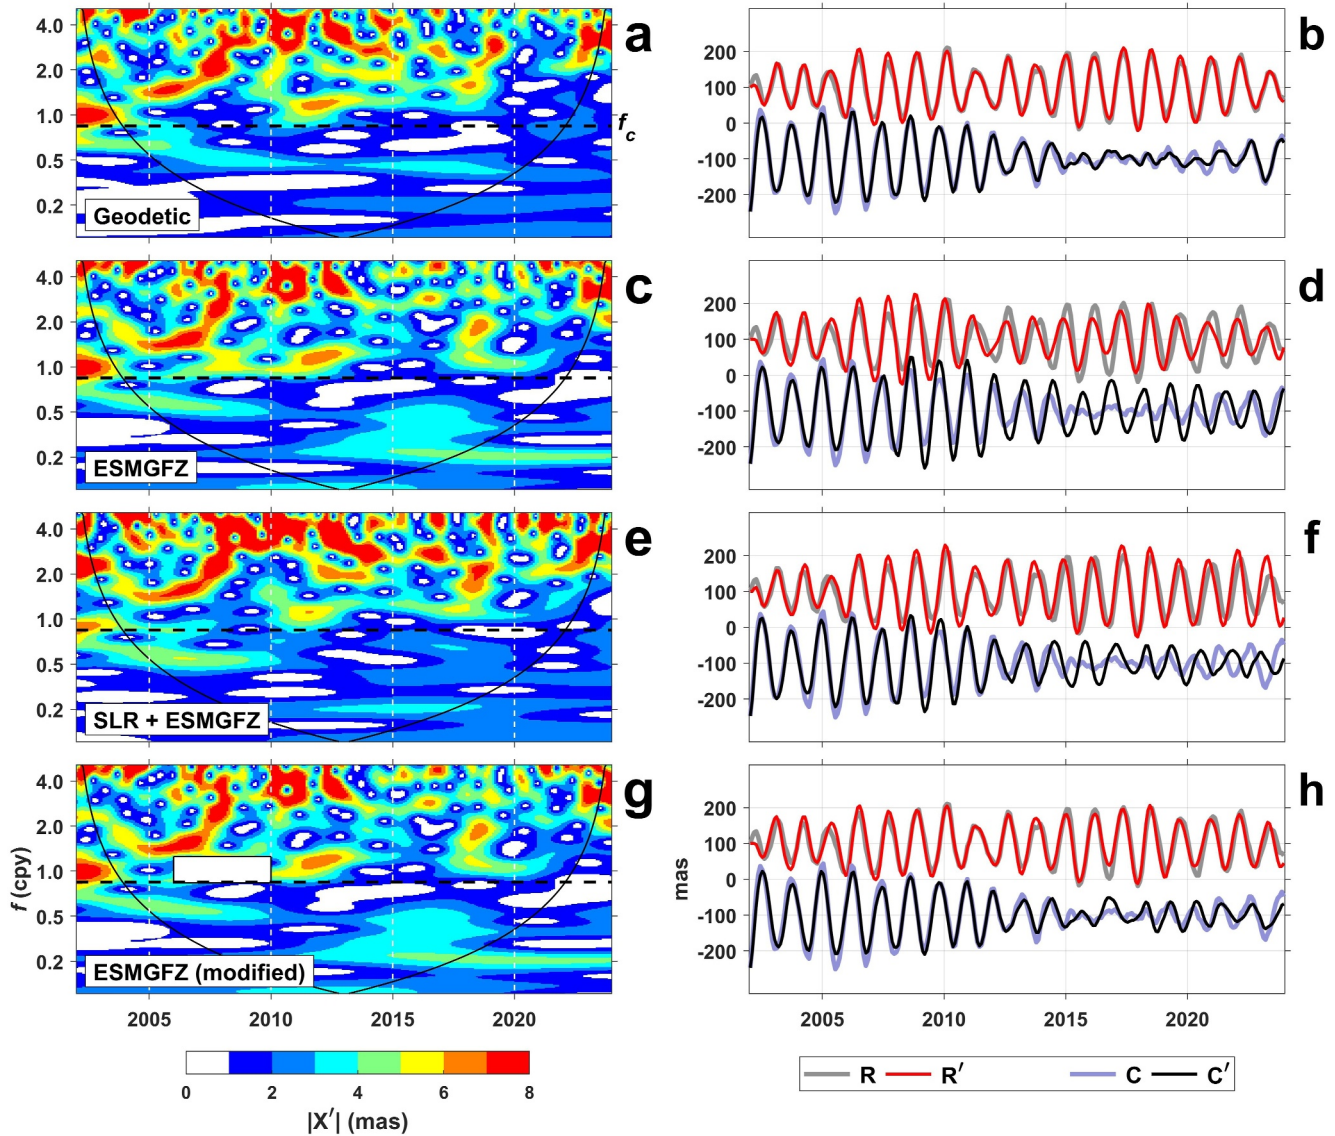 4.0
2.0
1.0
0.5
0.2
a
f c
Geodetic
200
100
0
-100
-200
b
4.0
2.0
1.0
0.5
0.2
c
ESMGFZ
200
100
0
-100
-200
d
4.0
2.0
1.0
0.5
0.2
e
SLR + ESMGFZ
200
100
0
-100
-200
f
4.0
2.0
1.0
0.5
0.2
f (cpy)
g
ESMGFZ (modified)
2005 2010 2015 2020
200
100
0
-100
-200
mas
h
2005 2010 2015 2020
0 2 4 6 8
|X′| (mas)
R R′ C C′